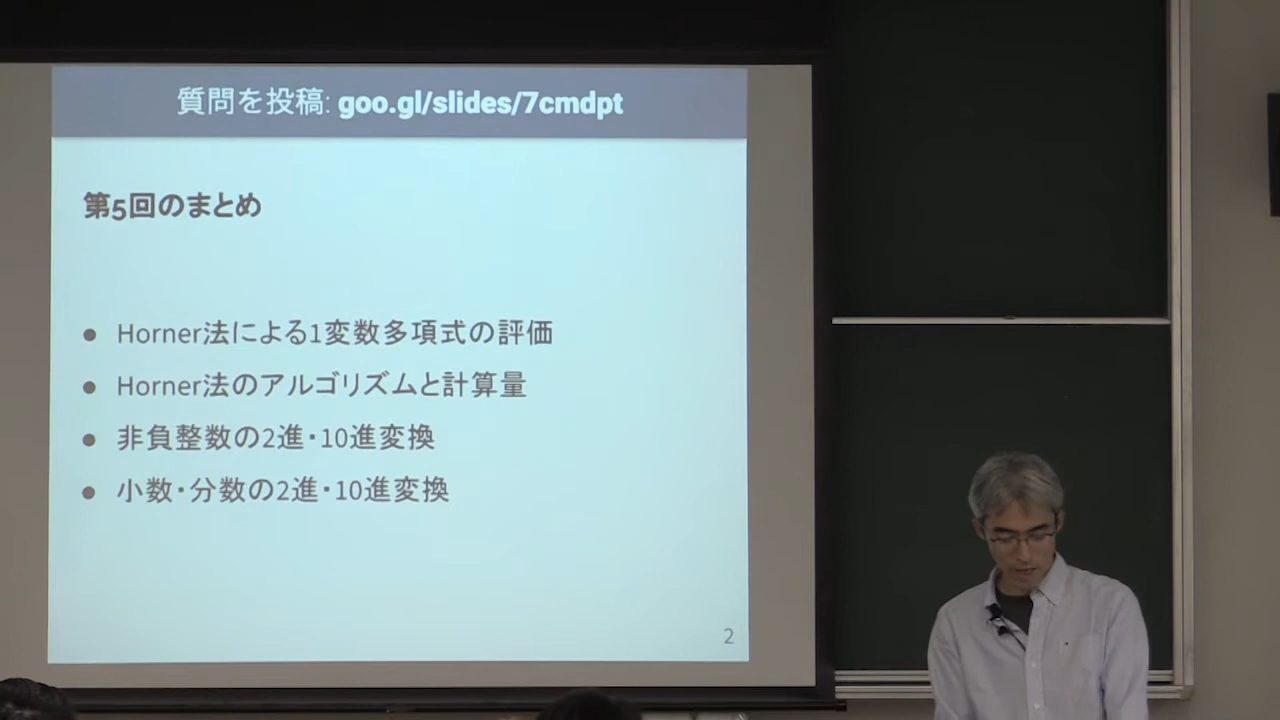 質問を投稿: goo.gl/slides/7cmdpt
第5回のまとめ
● Horner法による1変数多項式の評価
● Horner法のアルゴリズムと計算量
● 非負整数の2進・10進変換
● 小数・分数の2進・10進変換
2